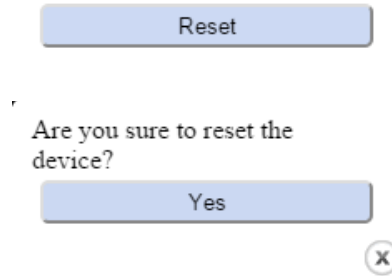 Reset
Are you sure to reset the
device?
Yes
X